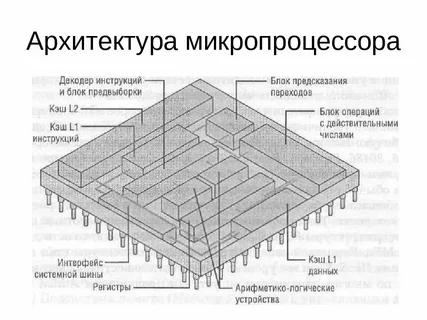 Архитектура микропроцессора
Декодер инструкций
и блок предвыборки
Кэш L2
Кэш L1
инструкций
Блок предсказания
переходов
Блок операций
с действительными
числами
Интерфейс
системной шины
Регистры
Кэш L1
данных
Арифметико-логические
устройства